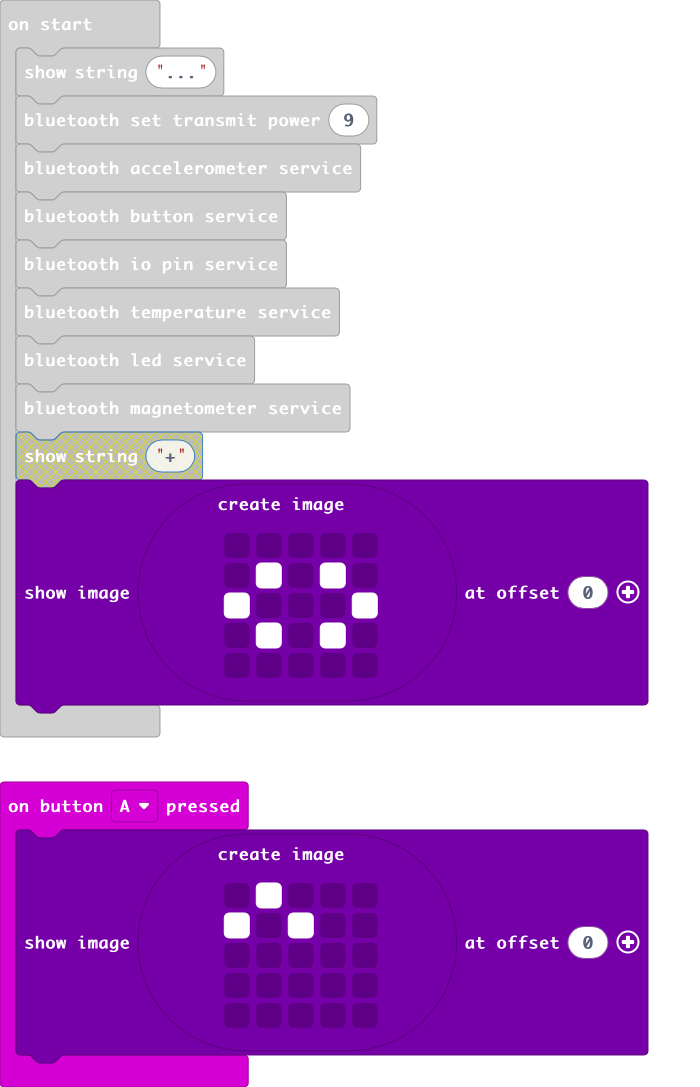 on start
show string "..."
bluetooth set transmit power 9
bluetooth accelerometer service
bluetooth button service
bluetooth io pin service
bluetooth temperature service
bluetooth led service
bluetooth magnetometer service
show string "+"
create image
show image at offset 0
on button A pressed
create image
show image at offset 0